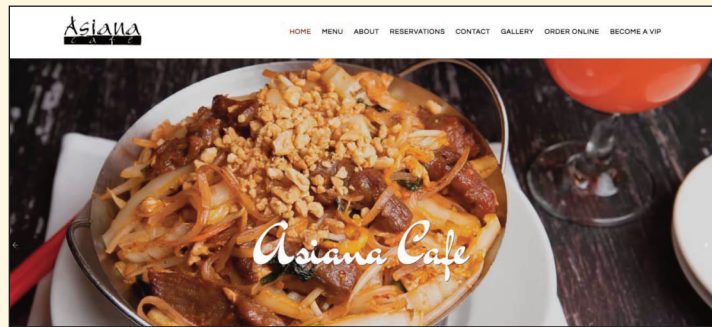 Asiana
cafe
HOME MENU ABOUT RESERVATIONS CONTACT GALLERY ORDER ONLINE BECOME A VIP
Asiana Cafe